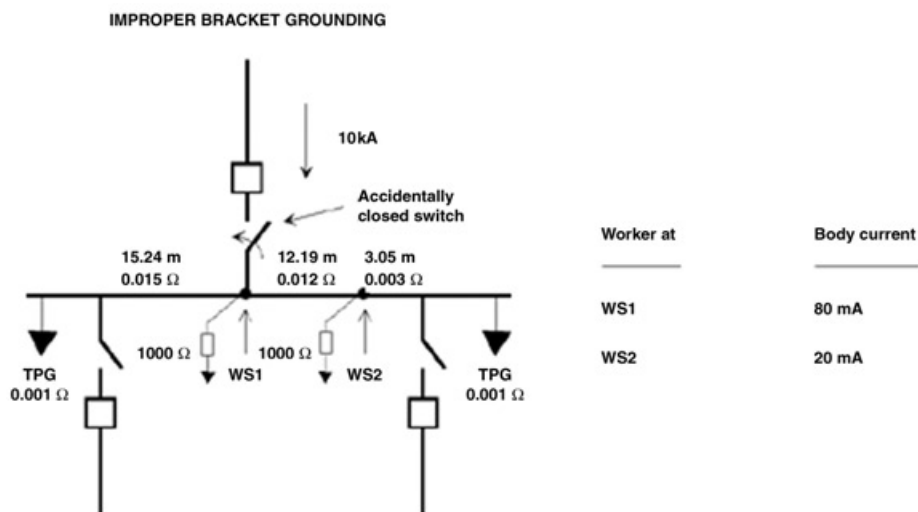 IMPROPER BRACKET GROUNDING
10kA
Accidentally
closed switch
15.24 m
0.015 Ω
12.19 m
0.012 Ω
3.05 m
0.003 Ω
1000 Ω
WS1
1000 Ω
WS2
TPG
0.001 Ω
TPG
0.001 Ω
Worker at Body current
WS1 80 mA
WS2 20 mA